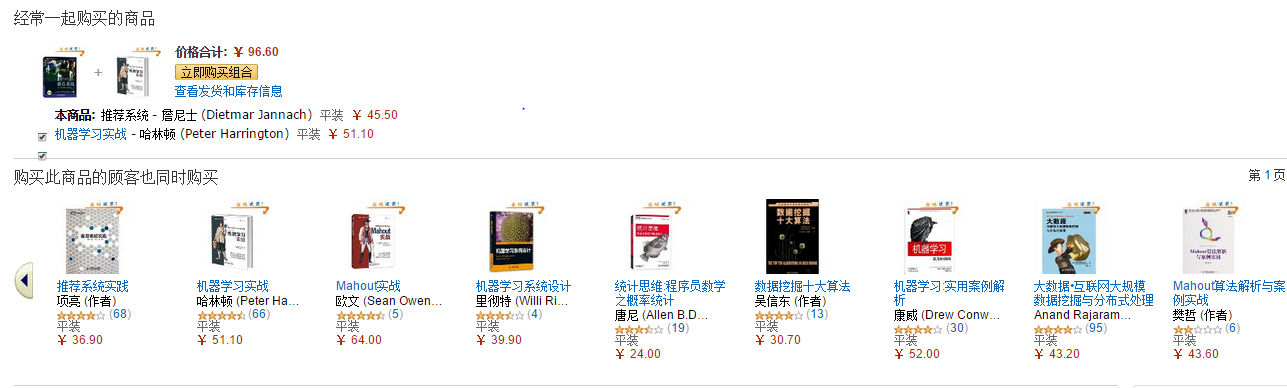 经常一起购买的商品
+
价格合计: ￥ 96.60
立即购买组合
查看发货和库存信息
本商品: 推荐系统 - 詹尼士 (Dietmar Jannach) 平装 ￥ 45.50
机器学习实战 - 哈林顿 (Peter Harrington) 平装 ￥ 51.10
购买此商品的顾客也同时购买
第 1 页
推荐系统实践
项亮 (作者)
(68)
平装
￥ 36.90
机器学习实战
哈林顿 (Peter Ha...
(66)
平装
￥ 51.10
Mahout实战
欧文 (Sean Owen...
(5)
平装
￥ 64.00
机器学习系统设计
里彻特 (Willi Ri...
(4)
平装
￥ 39.90
统计思维:程序员数学
之概率统计
唐尼 (Allen B.D...
(19)
平装
￥ 24.00
数据挖掘十大算法
吴信东 (作者)
(13)
平装
￥ 30.70
机器学习:实用案例解
析
康威 (Drew Conw...
(30)
平装
￥ 52.00
大数据•互联网大规模
数据挖掘与分布式处理
Anand Rajaram...
(95)
平装
￥ 43.20
Mahout算法解析与案
例实战
樊哲 (作者)
(6)
平装
￥ 43.60